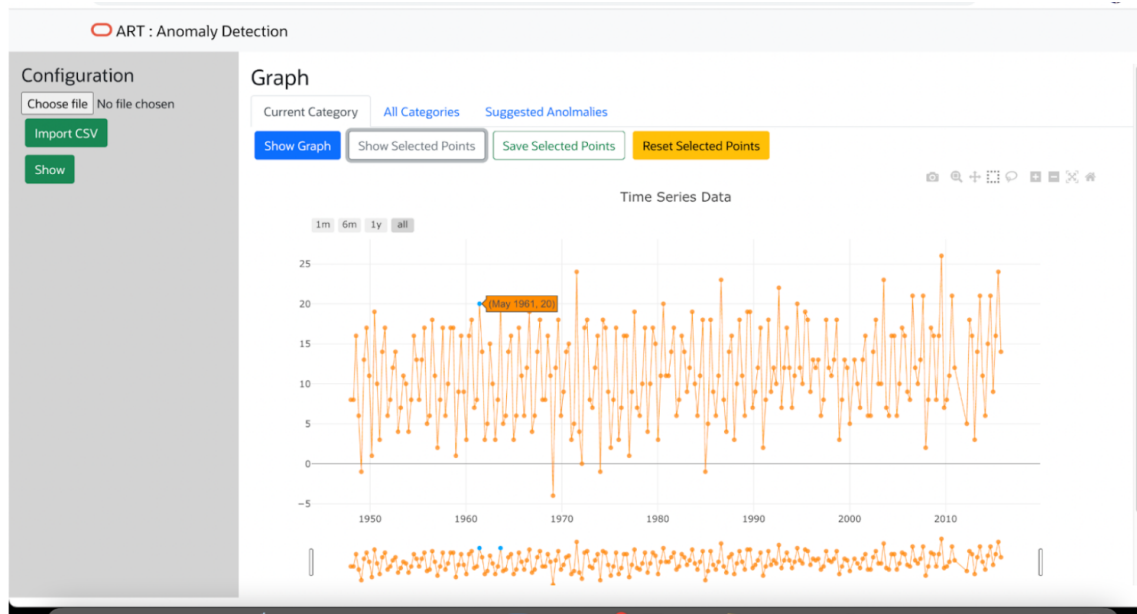 ART : Anomaly Detection
Configuration
Choose file No file chosen
Import CSV
Show
Graph
Current Category All Categories Suggested Anolmalies
Show Graph Show Selected Points Save Selected Points Reset Selected Points
Time Series Data
1m 6m 1y all
25
20
(May 1961, 20)
15
10
5
0
−5
1950 1960 1970 1980 1990 2000 2010